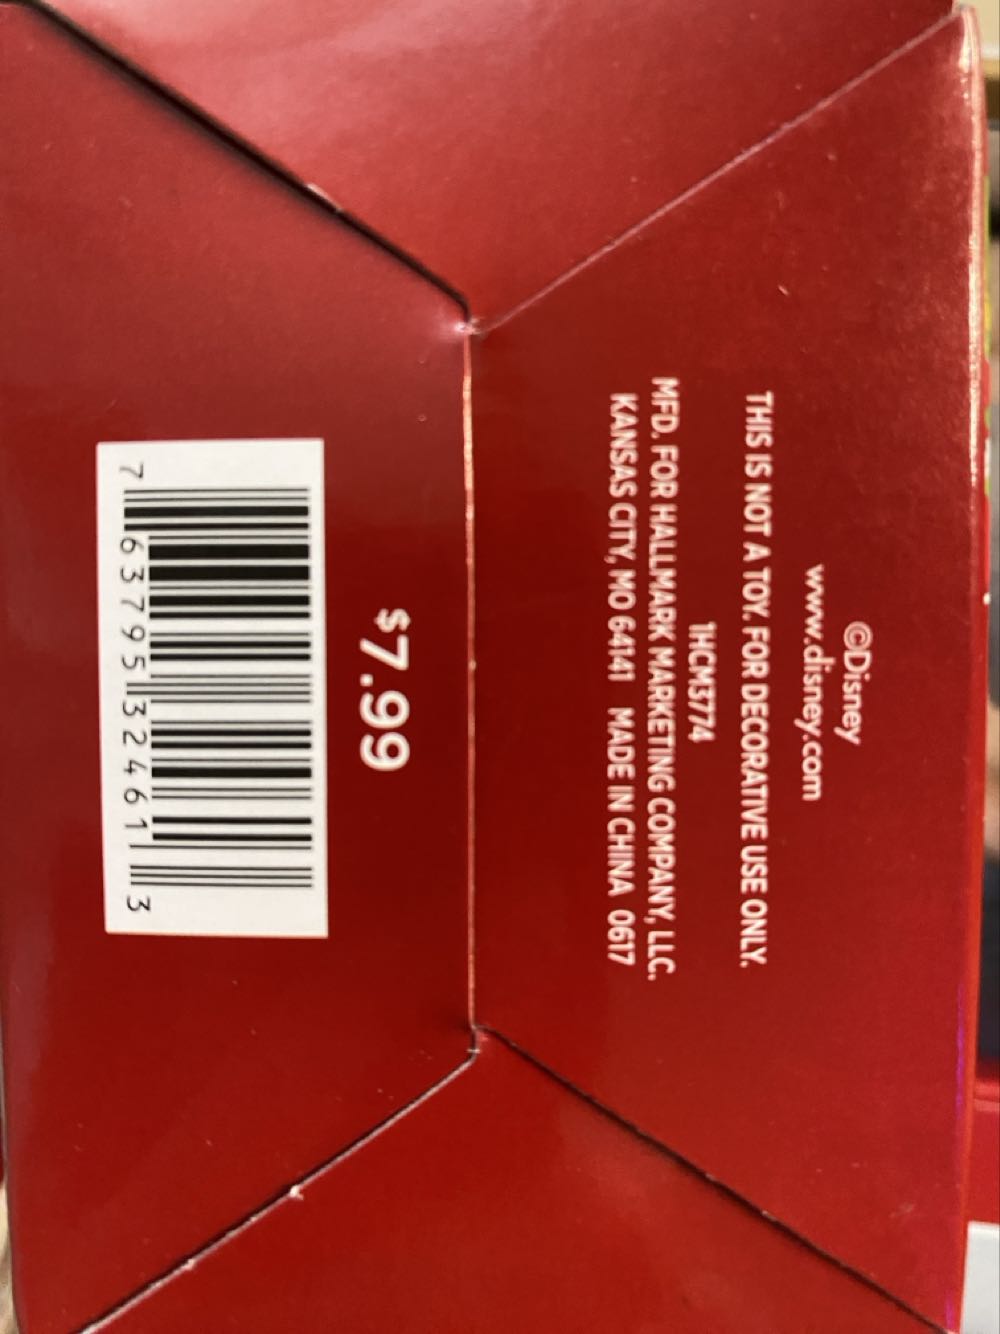 ©Disney
www.disney.com
THIS IS NOT A TOY. FOR DECORATIVE USE ONLY.
1HCM3774
MFD. FOR HALLMARK MARKETING COMPANY, LLC.
KANSAS CITY, MO 64141 MADE IN CHINA 0617
$7.99
7 63795 32461 3